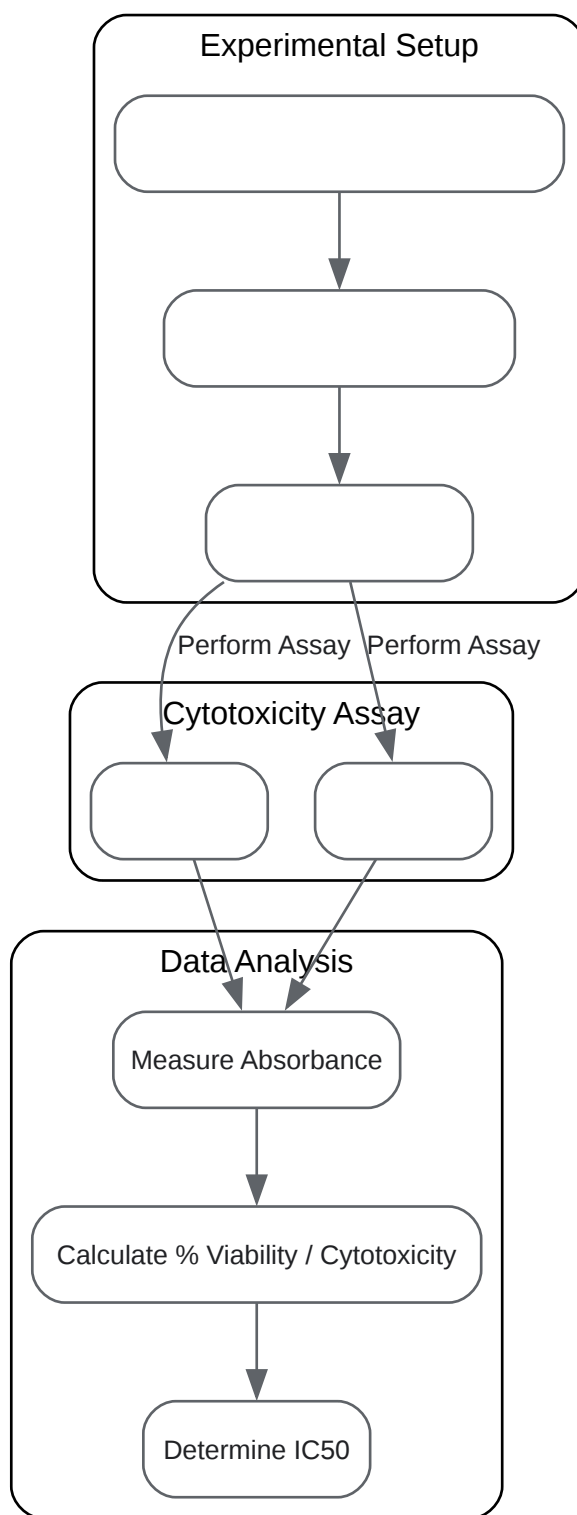 Experimental Setup
Perform Assay
Perform Assay
Cytotoxicity Assay
Data Analysis
Measure Absorbance
Calculate % Viability / Cytotoxicity
Determine IC50